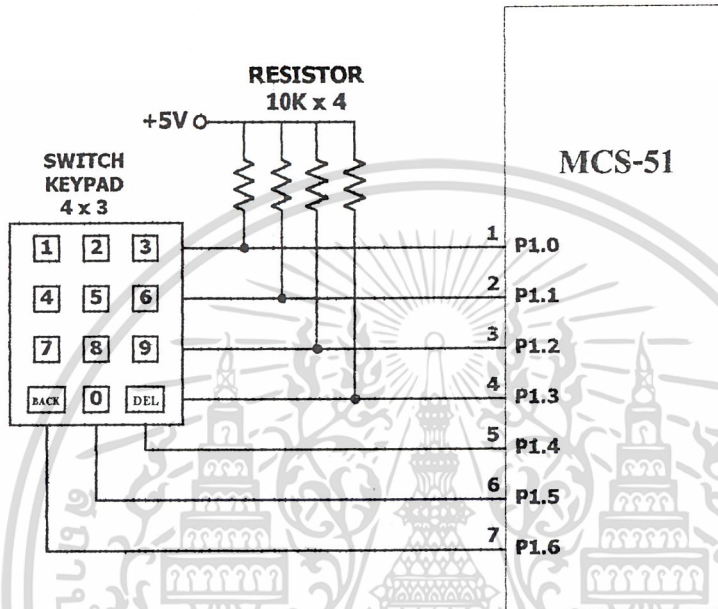 RESISTOR
10K x 4
+5V
SWITCH
KEYPAD
4 x 3
MCS-51
1 2 3
4 5 6
7 8 9
BACK 0 DEL
1 P1.0
2 P1.1
3 P1.2
4 P1.3
5 P1.4
6 P1.5
7 P1.6